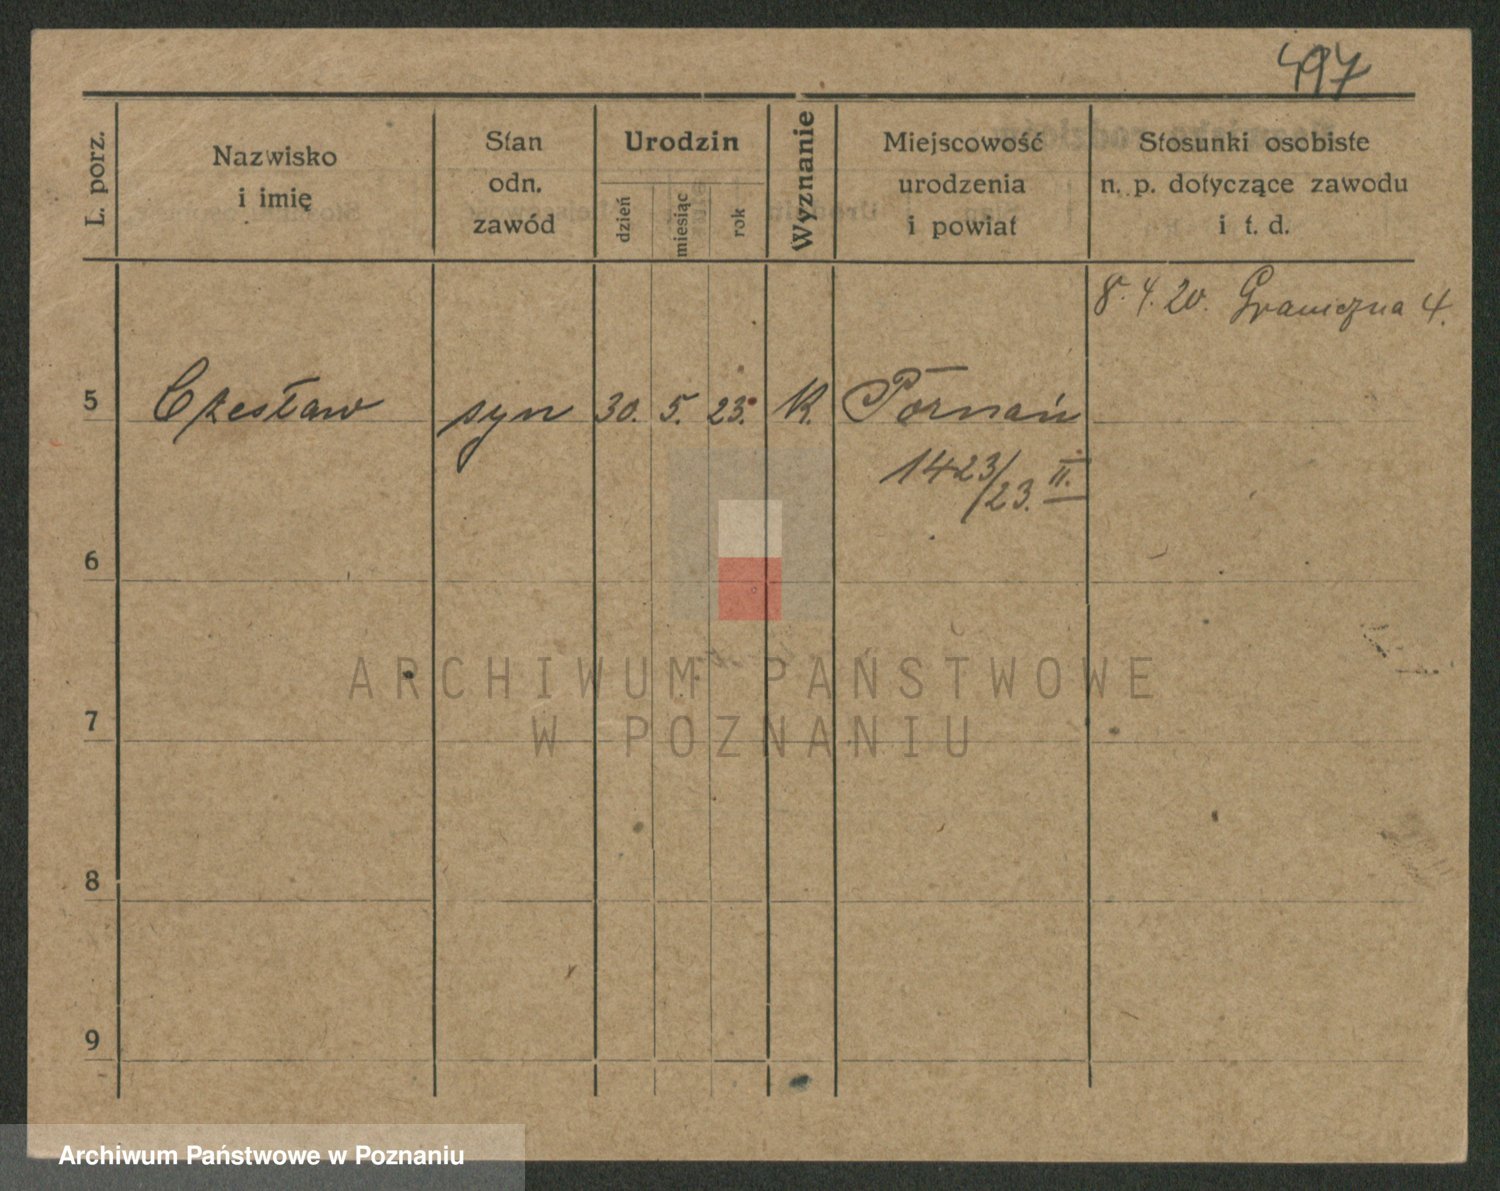 497
L. porz.
Nazwisko
i imię
Stan
odn.
zawód
Urodzin
dzień
miesiąc
rok
Wyznanie
Miejscowość
urodzenia
i powiat
Stosunki osobiste
n. p. dotyczące zawodu
i t. d.
8. 4. 20. Graniczna 4.
5 Czesław syn 30. 5. 23. K. Poznań
1423/23. II.
6
7
8
9
ARCHIWUM PAŃSTWOWE
W POZNANIU
Archiwum Państwowe w Poznaniu